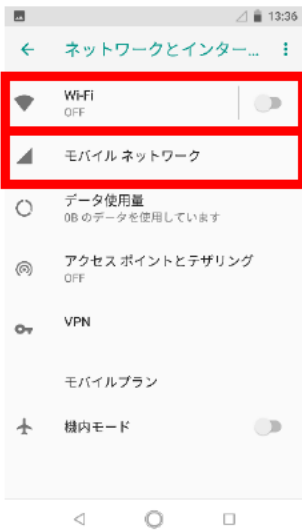 13:36
ネットワークとインター...
Wi-Fi
OFF
モバイル ネットワーク
データ使用量
0B のデータを使用しています
アクセス ポイントとテザリング
OFF
VPN
モバイルプラン
機内モード